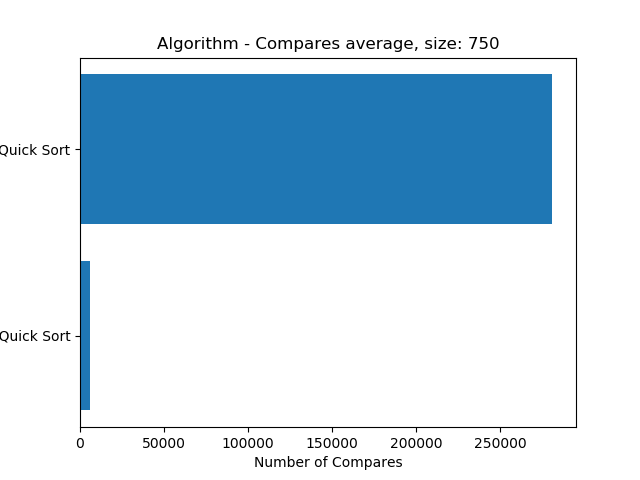 Algorithm - Compares average, size: 750
Quick Sort
Quick Sort
0 50000 100000 150000 200000 250000
Number of Compares